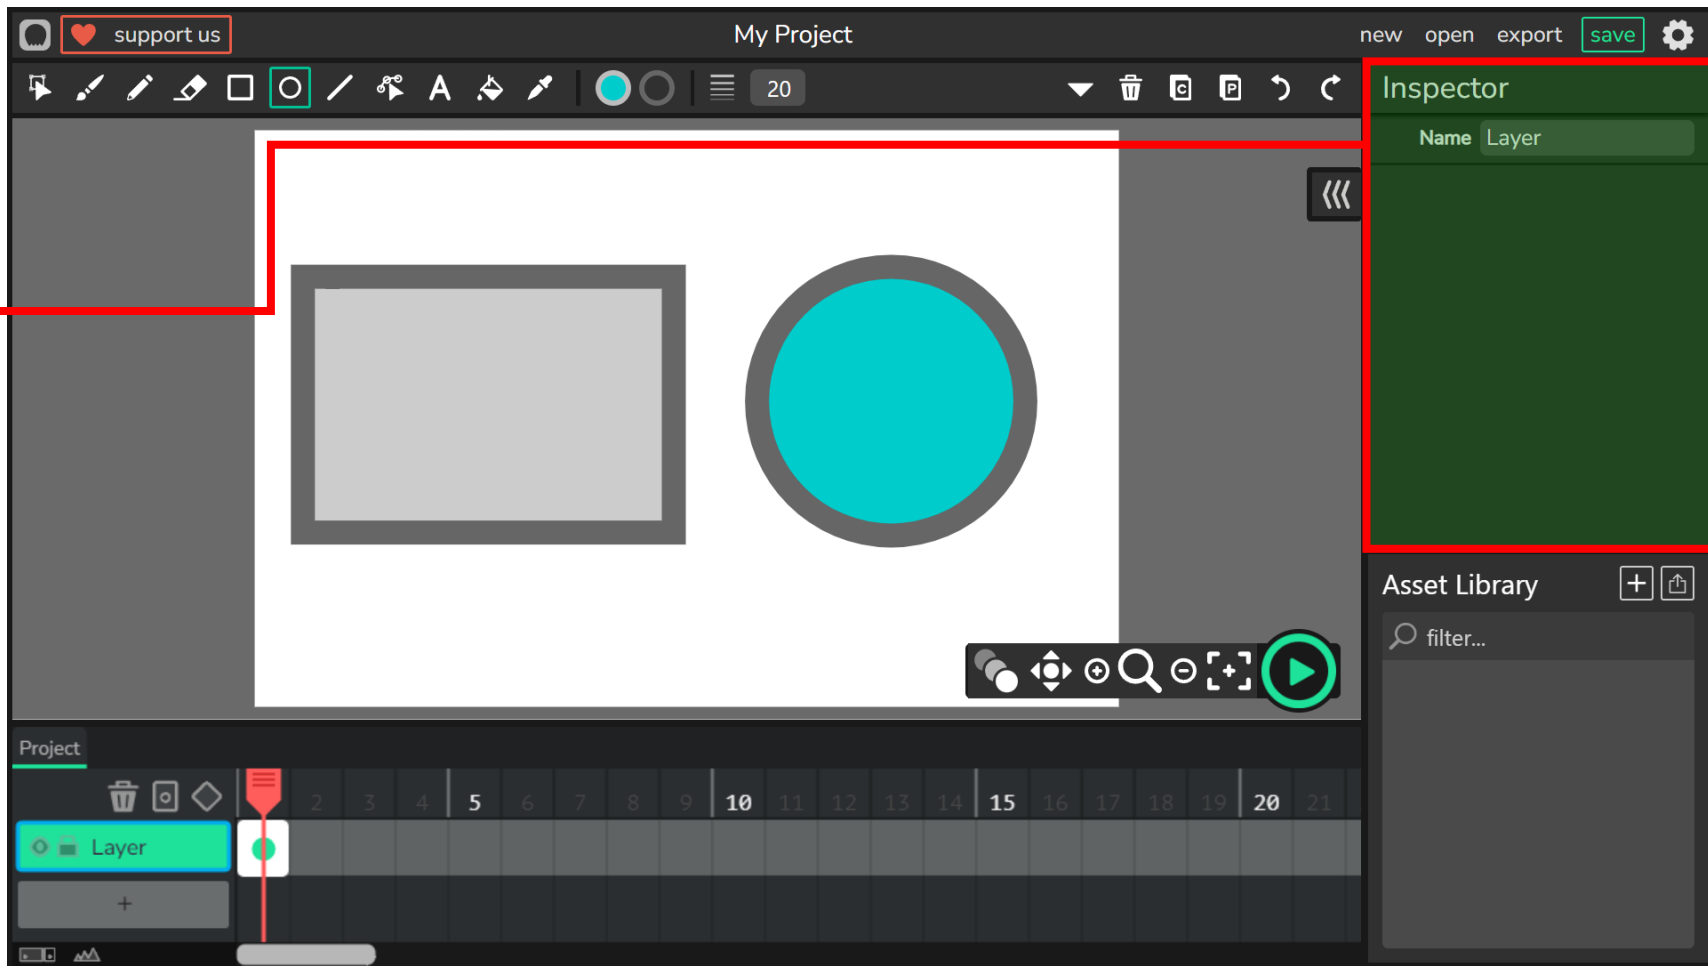 support us
My Project
new open export save
20
Inspector
Name Layer
Asset Library
filter...
Project
2 3 4 5 6 7 8 9 10 11 12 13 14 15 16 17 18 19 20 21
Layer
+